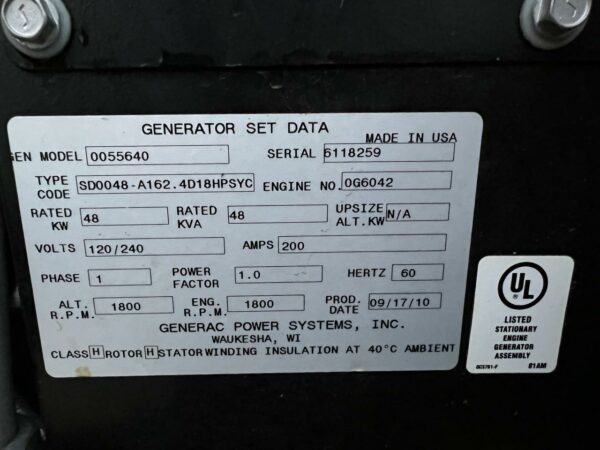 GENERATOR SET DATA
MADE IN USA
GEN MODEL 0055640 SERIAL 6118259
TYPE CODE SD0048-A162.4D18HPSYC ENGINE NO. 0G6042
RATED KW 48 RATED KVA 48 UPSIZE ALT.KW N/A
VOLTS 120/240 AMPS 200
PHASE 1 POWER FACTOR 1.0 HERTZ 60
ALT. R.P.M. 1800 ENG. R.P.M. 1800 PROD. DATE 09/17/10
GENERAC POWER SYSTEMS, INC.
WAUKESHA, WI
CLASS H ROTOR H STATOR WINDING INSULATION AT 40°C AMBIENT
UL
LISTED
STATIONARY
ENGINE
GENERATOR
ASSEMBLY
81AM